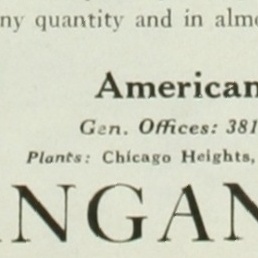 ny quantity and in alm
American
Gen. Offices: 381
Plants: Chicago Heights,
NGAN